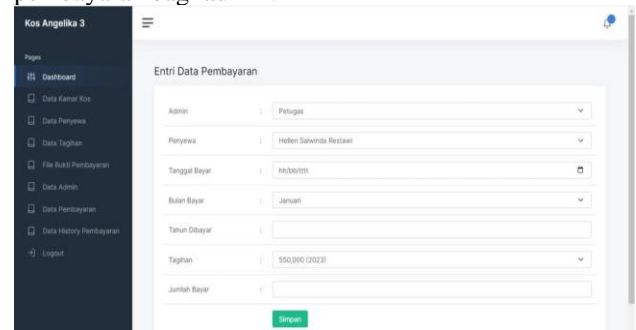 Kos Angelika 3
Pages
Dashboard
Data Kamar Kos
Data Penyewa
Data Tagihan
File Bukti Pembayaran
Data Admin
Data Pembayaran
Data History Pembayaran
Logout
Entri Data Pembayaran
Admin : Petugas
Penyewa : Hellen Salwinda Restawi
Tanggal Bayar : hh/bb/tttt
Bulan Bayar : Januari
Tahun Dibayar :
Tagihan : 550,000 (2023)
Jumlah Bayar :
Simpan